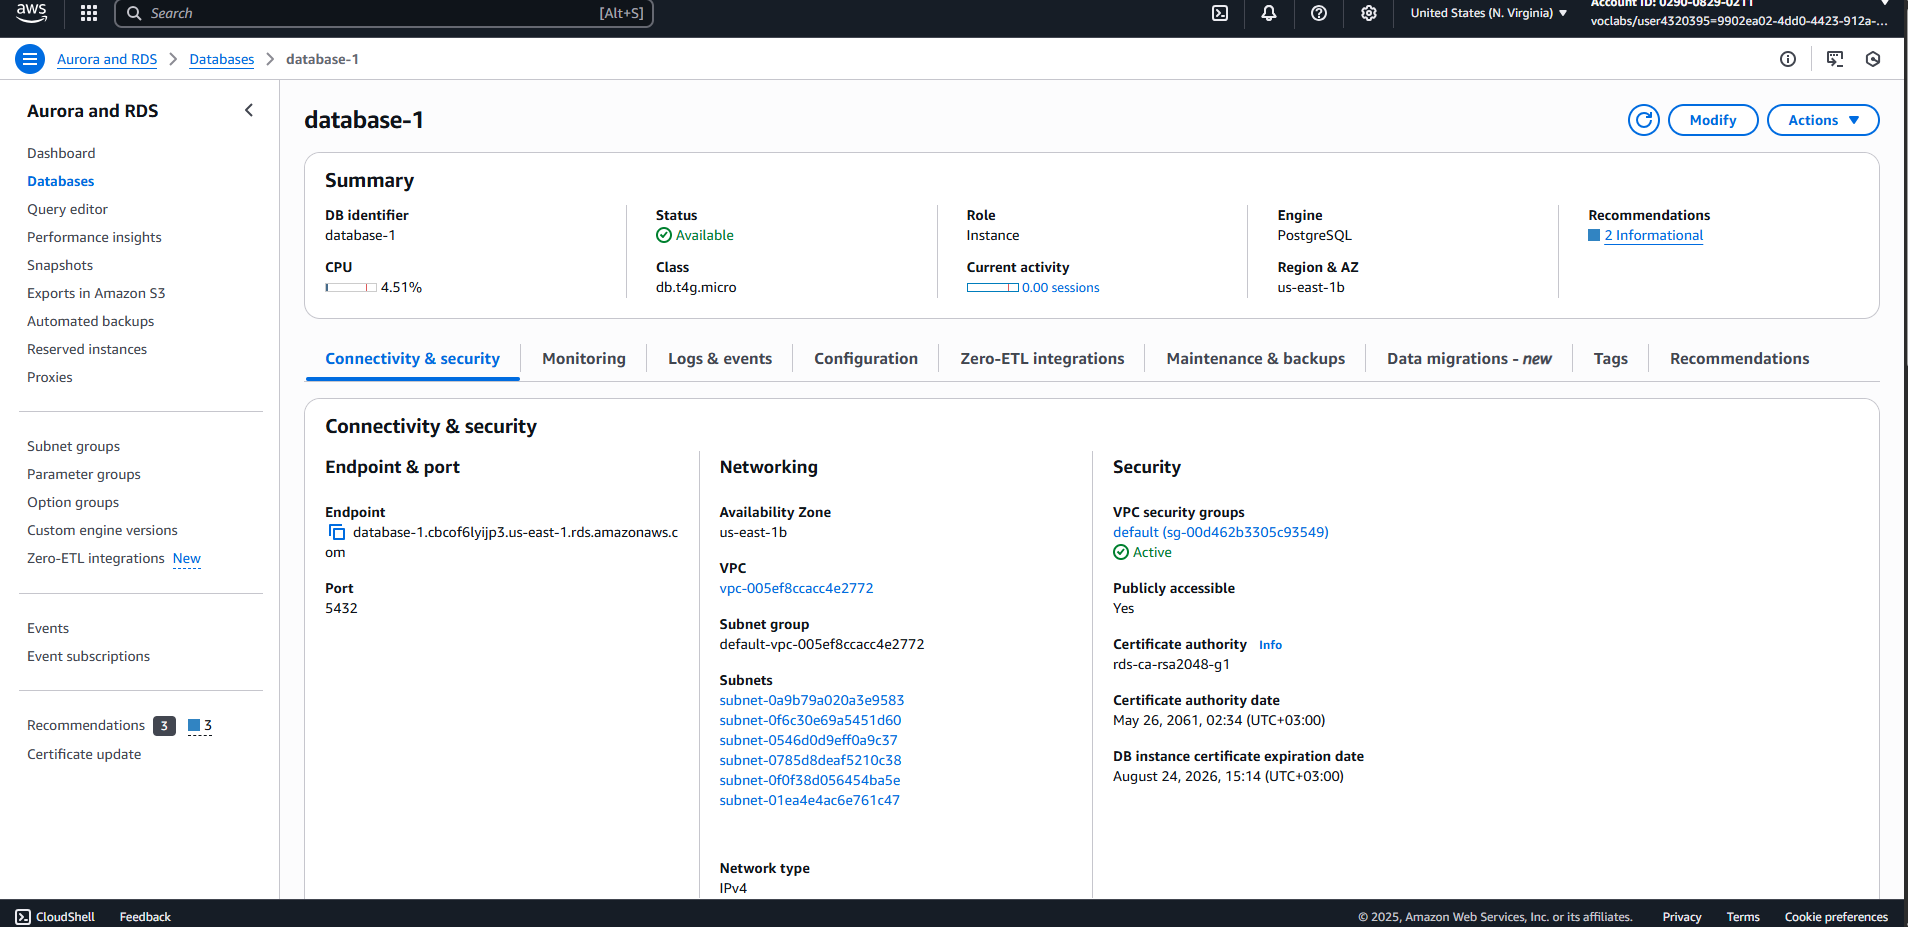 aws
Search [Alt+S]
United States (N. Virginia)
Account ID: 0290-0829-0211
voclabs/user4320395=9902ea02-4dd0-4423-912a-...
Aurora and RDS > Databases > database-1
Aurora and RDS
Dashboard
Databases
Query editor
Performance insights
Snapshots
Exports in Amazon S3
Automated backups
Reserved instances
Proxies
Subnet groups
Parameter groups
Option groups
Custom engine versions
Zero-ETL integrations New
Events
Event subscriptions
Recommendations 3 3
Certificate update
database-1
Modify
Actions
Summary
DB identifier
database-1
CPU
4.51%
Status
Available
Class
db.t4g.micro
Role
Instance
Current activity
0.00 sessions
Engine
PostgreSQL
Region & AZ
us-east-1b
Recommendations
2 Informational
Connectivity & security
Monitoring
Logs & events
Configuration
Zero-ETL integrations
Maintenance & backups
Data migrations - new
Tags
Recommendations
Connectivity & security
Endpoint & port
Endpoint
database-1.cbcof6lyijp3.us-east-1.rds.amazonaws.c
om
Port
5432
Networking
Availability Zone
us-east-1b
VPC
vpc-005ef8ccacc4e2772
Subnet group
default-vpc-005ef8ccacc4e2772
Subnets
subnet-0a9b79a020a3e9583
subnet-0f6c30e69a5451d60
subnet-0546d0d9eff0a9c37
subnet-0785d8deaf5210c38
subnet-0f0f38d056454ba5e
subnet-01ea4e4ac6e761c47
Network type
IPv4
Security
VPC security groups
default (sg-00d462b3305c93549)
Active
Publicly accessible
Yes
Certificate authority Info
rds-ca-rsa2048-g1
Certificate authority date
May 26, 2061, 02:34 (UTC+03:00)
DB instance certificate expiration date
August 24, 2026, 15:14 (UTC+03:00)
CloudShell Feedback
© 2025, Amazon Web Services, Inc. or its affiliates. Privacy Terms Cookie preferences